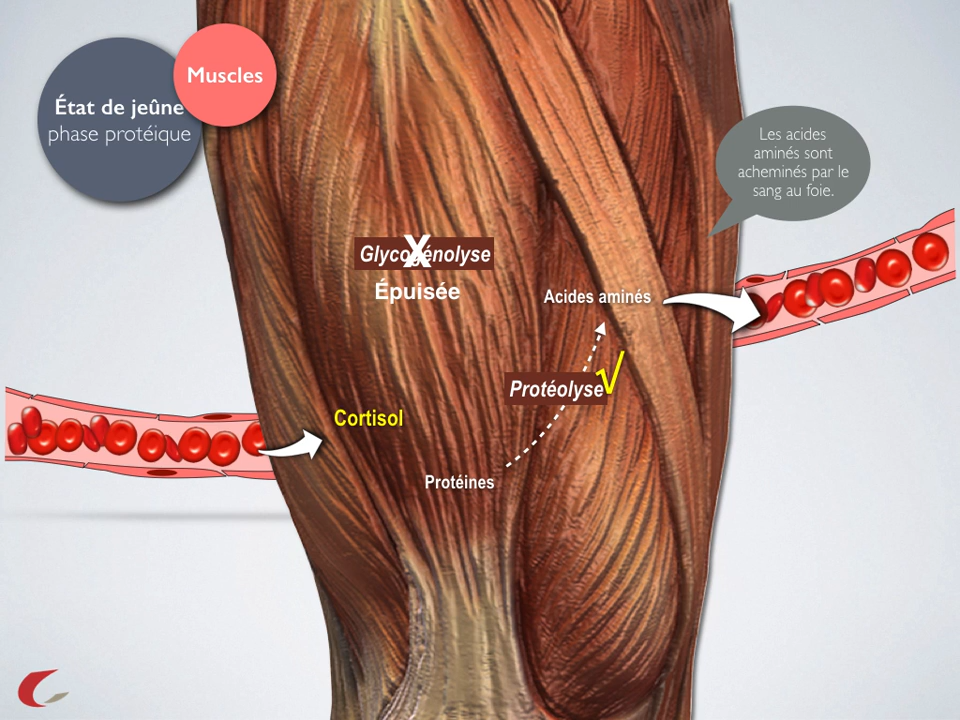 État de jeûne
phase protéique
Muscles
Les acides
aminés sont
acheminés par le
sang au foie.
Glycogénolyse
X
Épuisée
Acides aminés
Protéolyse
√
Cortisol
Protéines